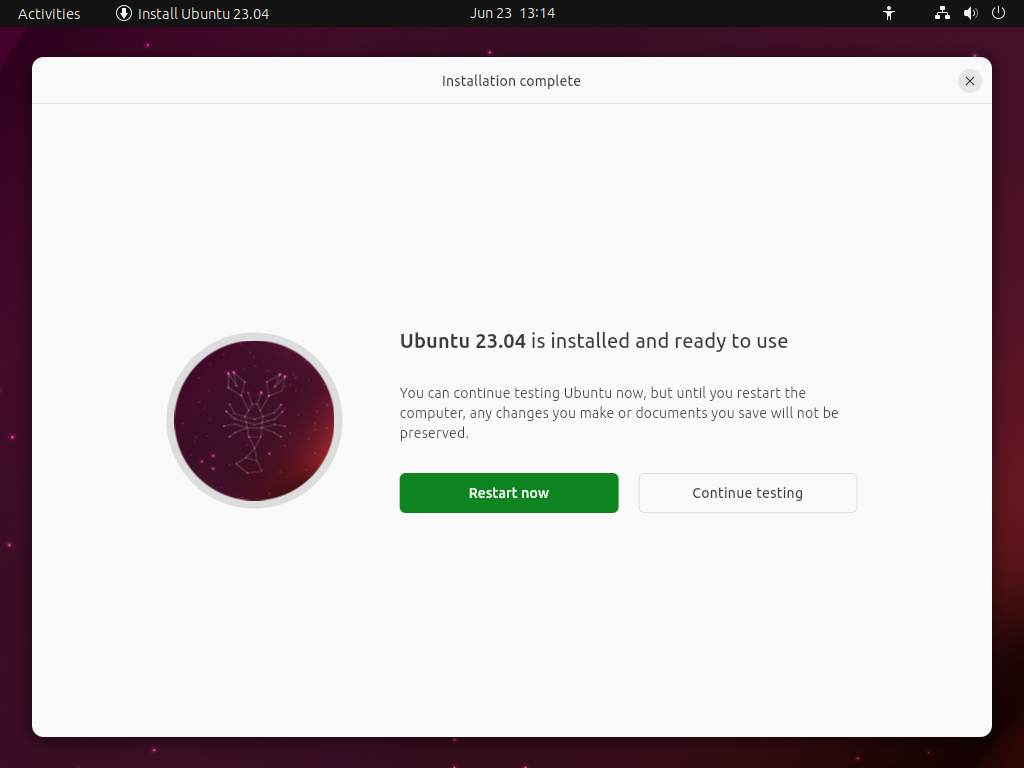 Activities Install Ubuntu 23.04 Jun 23 13:14
Installation complete
Ubuntu 23.04 is installed and ready to use
You can continue testing Ubuntu now, but until you restart the
computer, any changes you make or documents you save will not be
preserved.
Restart now Continue testing